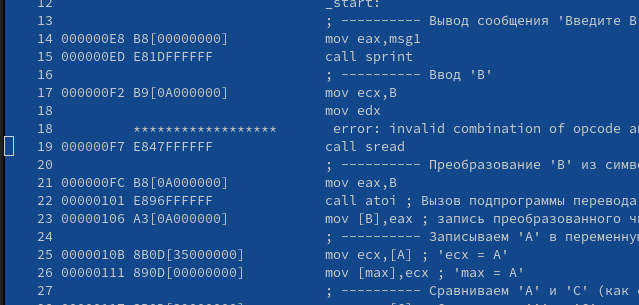 12 _start:
13 ; ---------- Вывод сообщения 'Введите B
14 000000E8 B8[00000000] mov eax,msg1
15 000000ED E81DFFFFFF call sprint
16 ; ---------- Ввод 'B'
17 000000F2 B9[0A000000] mov ecx,B
18 mov edx
18 ****************** error: invalid combination of opcode a
19 000000F7 E847FFFFFF call sread
20 ; ---------- Преобразование 'B' из симво
21 000000FC B8[0A000000] mov eax,B
22 00000101 E896FFFFFF call atoi ; Вызов подпрограммы перевода
23 00000106 A3[0A000000] mov [B],eax ; запись преобразованного ч
24 ; ---------- Записываем 'A' в переменну
25 0000010B 8B0D[35000000] mov ecx,[A] ; 'ecx = A'
26 00000111 890D[00000000] mov [max],ecx ; 'max = A'
27 ; ---------- Сравниваем 'A' и 'C' (как